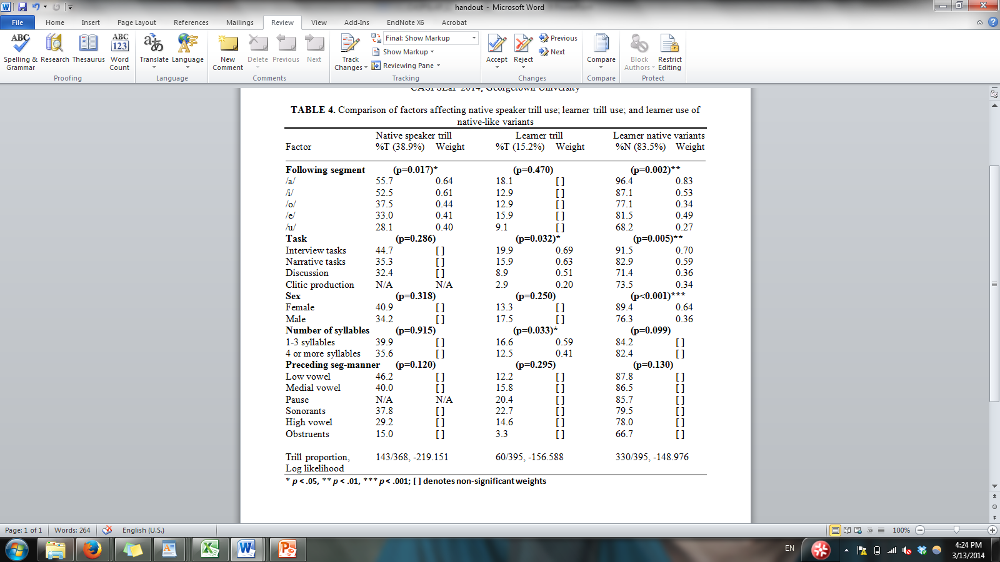 handout - Microsoft Word
File Home Insert Page Layout References Mailings Review View Add-Ins EndNote X6 Acrobat
ABC ABC 123
Spelling & Grammar Research Thesaurus Word Count
Translate Language
New Comment Delete Previous Next
Track Changes
Final: Show Markup
Show Markup
Reviewing Pane
Accept Reject
Previous
Next
Compare
Block Authors Restrict Editing
Proofing Language Comments Tracking Changes Compare Protect
2014, Georgetown University
TABLE 4. Comparison of factors affecting native speaker trill use; learner trill use; and learner use of
native-like variants
Native speaker trill Learner trill Learner native variants
Factor %T (38.9%) Weight %T (15.2%) Weight %N (83.5%) Weight
Following segment (p=0.017)* (p=0.470) (p=0.002)**
/a/ 55.7 0.64 18.1 [ ] 96.4 0.83
/i/ 52.5 0.61 12.9 [ ] 87.1 0.53
/o/ 37.5 0.44 12.9 [ ] 77.1 0.34
/e/ 33.0 0.41 15.9 [ ] 81.5 0.49
/u/ 28.1 0.40 9.1 [ ] 68.2 0.27
Task (p=0.286) (p=0.032)* (p=0.005)**
Interview tasks 44.7 [ ] 19.9 0.69 91.5 0.70
Narrative tasks 35.3 [ ] 15.9 0.63 82.9 0.59
Discussion 32.4 [ ] 8.9 0.51 71.4 0.36
Clitic production N/A N/A 2.9 0.20 73.5 0.34
Sex (p=0.318) (p=0.250) (p<0.001)***
Female 40.9 [ ] 13.3 [ ] 89.4 0.64
Male 34.2 [ ] 17.5 [ ] 76.3 0.36
Number of syllables (p=0.915) (p=0.033)* (p=0.099)
1-3 syllables 39.9 [ ] 16.6 0.59 84.2 [ ]
4 or more syllables 35.6 [ ] 12.5 0.41 82.4 [ ]
Preceding seg-manner (p=0.120) (p=0.295) (p=0.130)
Low vowel 46.2 [ ] 12.2 [ ] 87.8 [ ]
Medial vowel 40.0 [ ] 15.8 [ ] 86.5 [ ]
Pause N/A N/A 20.4 [ ] 85.7 [ ]
Sonorants 37.8 [ ] 22.7 [ ] 79.5 [ ]
High vowel 29.2 [ ] 14.6 [ ] 78.0 [ ]
Obstruents 15.0 [ ] 3.3 [ ] 66.7 [ ]
Trill proportion, 143/368, -219.151 60/395, -156.588 330/395, -148.976
Log likelihood
* p < .05, ** p < .01, *** p < .001; [ ] denotes non-significant weights
Page: 1 of 1 Words: 264 English (U.S.) 100%
EN 4:24 PM
3/13/2014